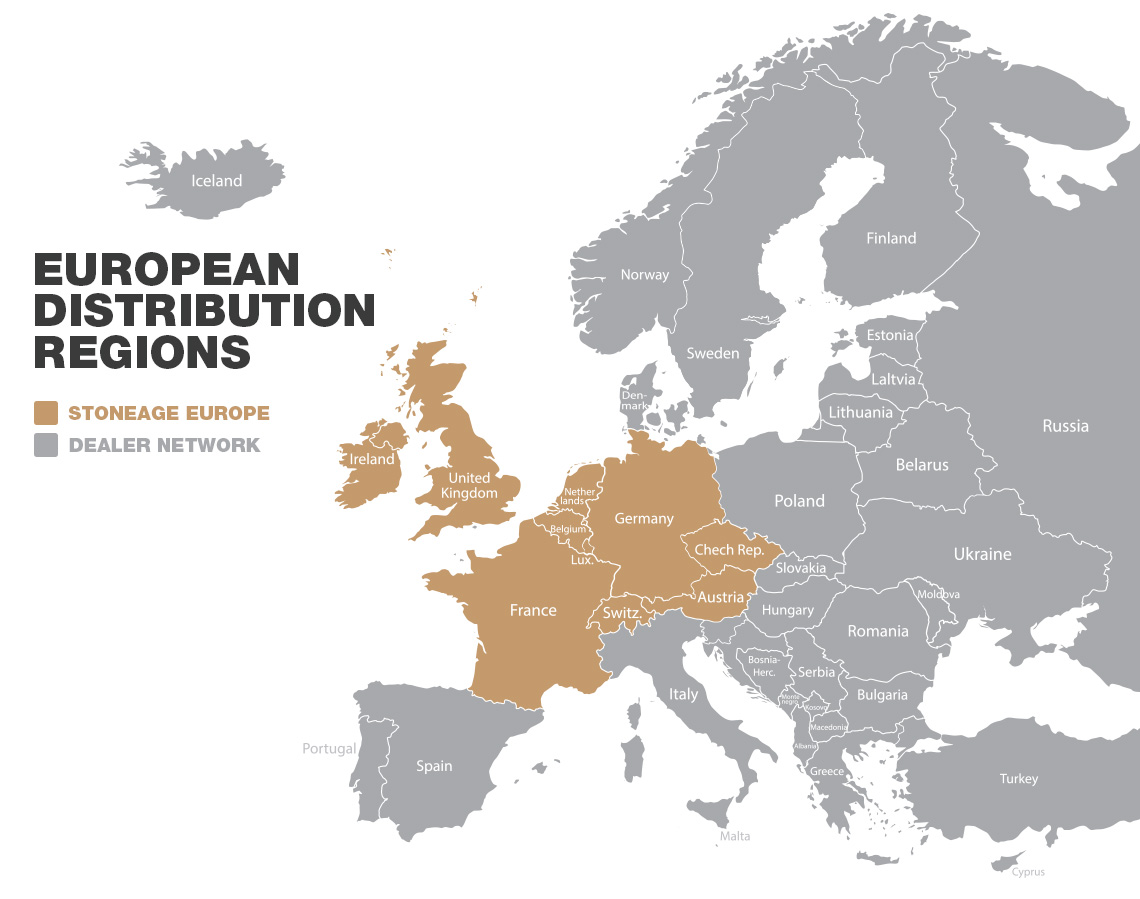 Iceland
EUROPEAN
DISTRIBUTION
REGIONS
STONEAGE EUROPE
DEALER NETWORK
Norway
Sweden
Finland
Estonia
Laltvia
Lithuania
Russia
Belarus
Den-
mark
Ireland
United
Kingdom
Nether
lands
Belgium
Lux.
Germany
Poland
Chech Rep.
Slovakia
Ukraine
Moldova
Austria
Switz.
France
Hungary
Romania
Bosnia-
Herc.
Serbia
Monte
negro
Kosovo
Bulgaria
Macedonia
Albania
Italy
Greece
Portugal
Spain
Turkey
Malta
Cyprus